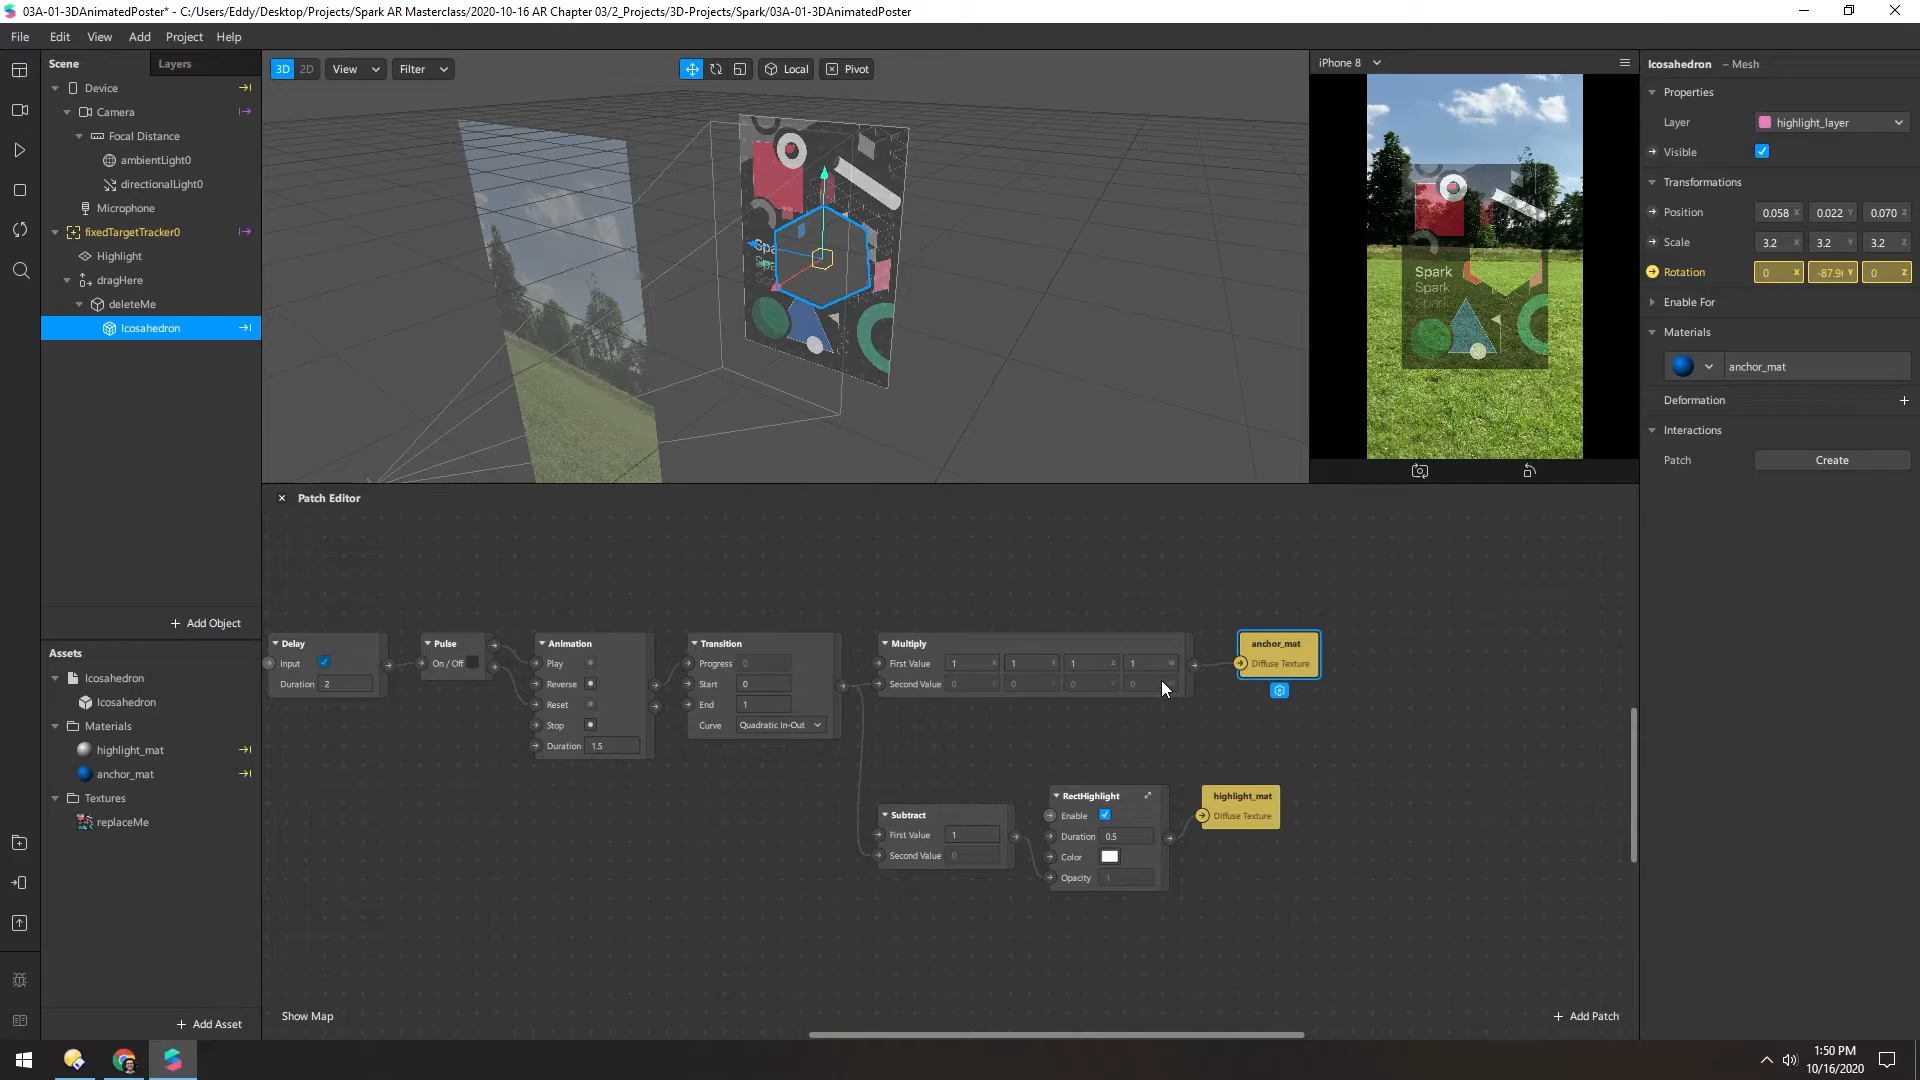 03A-01-3DAnimatedPoster* - C:/Users/Eddy/Desktop/Projects/Spark AR Masterclass/2020-10-16 AR Chapter 03/2_Projects/3D-Projects/Spark/03A-01-3DAnimatedPoster
File Edit View Add Project Help
Scene Layers
Device
Camera
Focal Distance
ambientLight0
directionalLight0
Microphone
fixedTargetTracker0
Highlight
dragHere
deleteMe
Icosahedron
+ Add Object
Assets
Icosahedron
Icosahedron
Materials
highlight_mat
anchor_mat
Textures
replaceMe
+ Add Asset
3D 2D View Filter Local Pivot
Spark
Spark
Spark
iPhone 8
Icosahedron – Mesh
Properties
Layer highlight_layer
Visible
Transformations
Position 0.058 X 0.022 Y 0.070 Z
Scale 3.2 X 3.2 Y 3.2 Z
Rotation 0 X Y 0 Z
Enable For
Materials
anchor_mat
Deformation +
Interactions
Patch Create
Patch Editor
Delay
Input
Duration 2
Pulse
On / Off
Animation
Play
Reverse
Reset
Stop
Duration 1.5
Transition
Progress 0
Start 0
End 1
Curve Quadratic In-Out
Multiply
First Value 1 X 1 Y 1 Z 1 W
Second Value 0 X 0 Y 0 Z 0
anchor_mat
Diffuse Texture
Subtract
First Value 1
Second Value 0
RectHighlight
Enable
Duration 0.5
Color
Opacity 1
highlight_mat
Diffuse Texture
Show Map
+ Add Patch
1:50 PM
10/16/2020